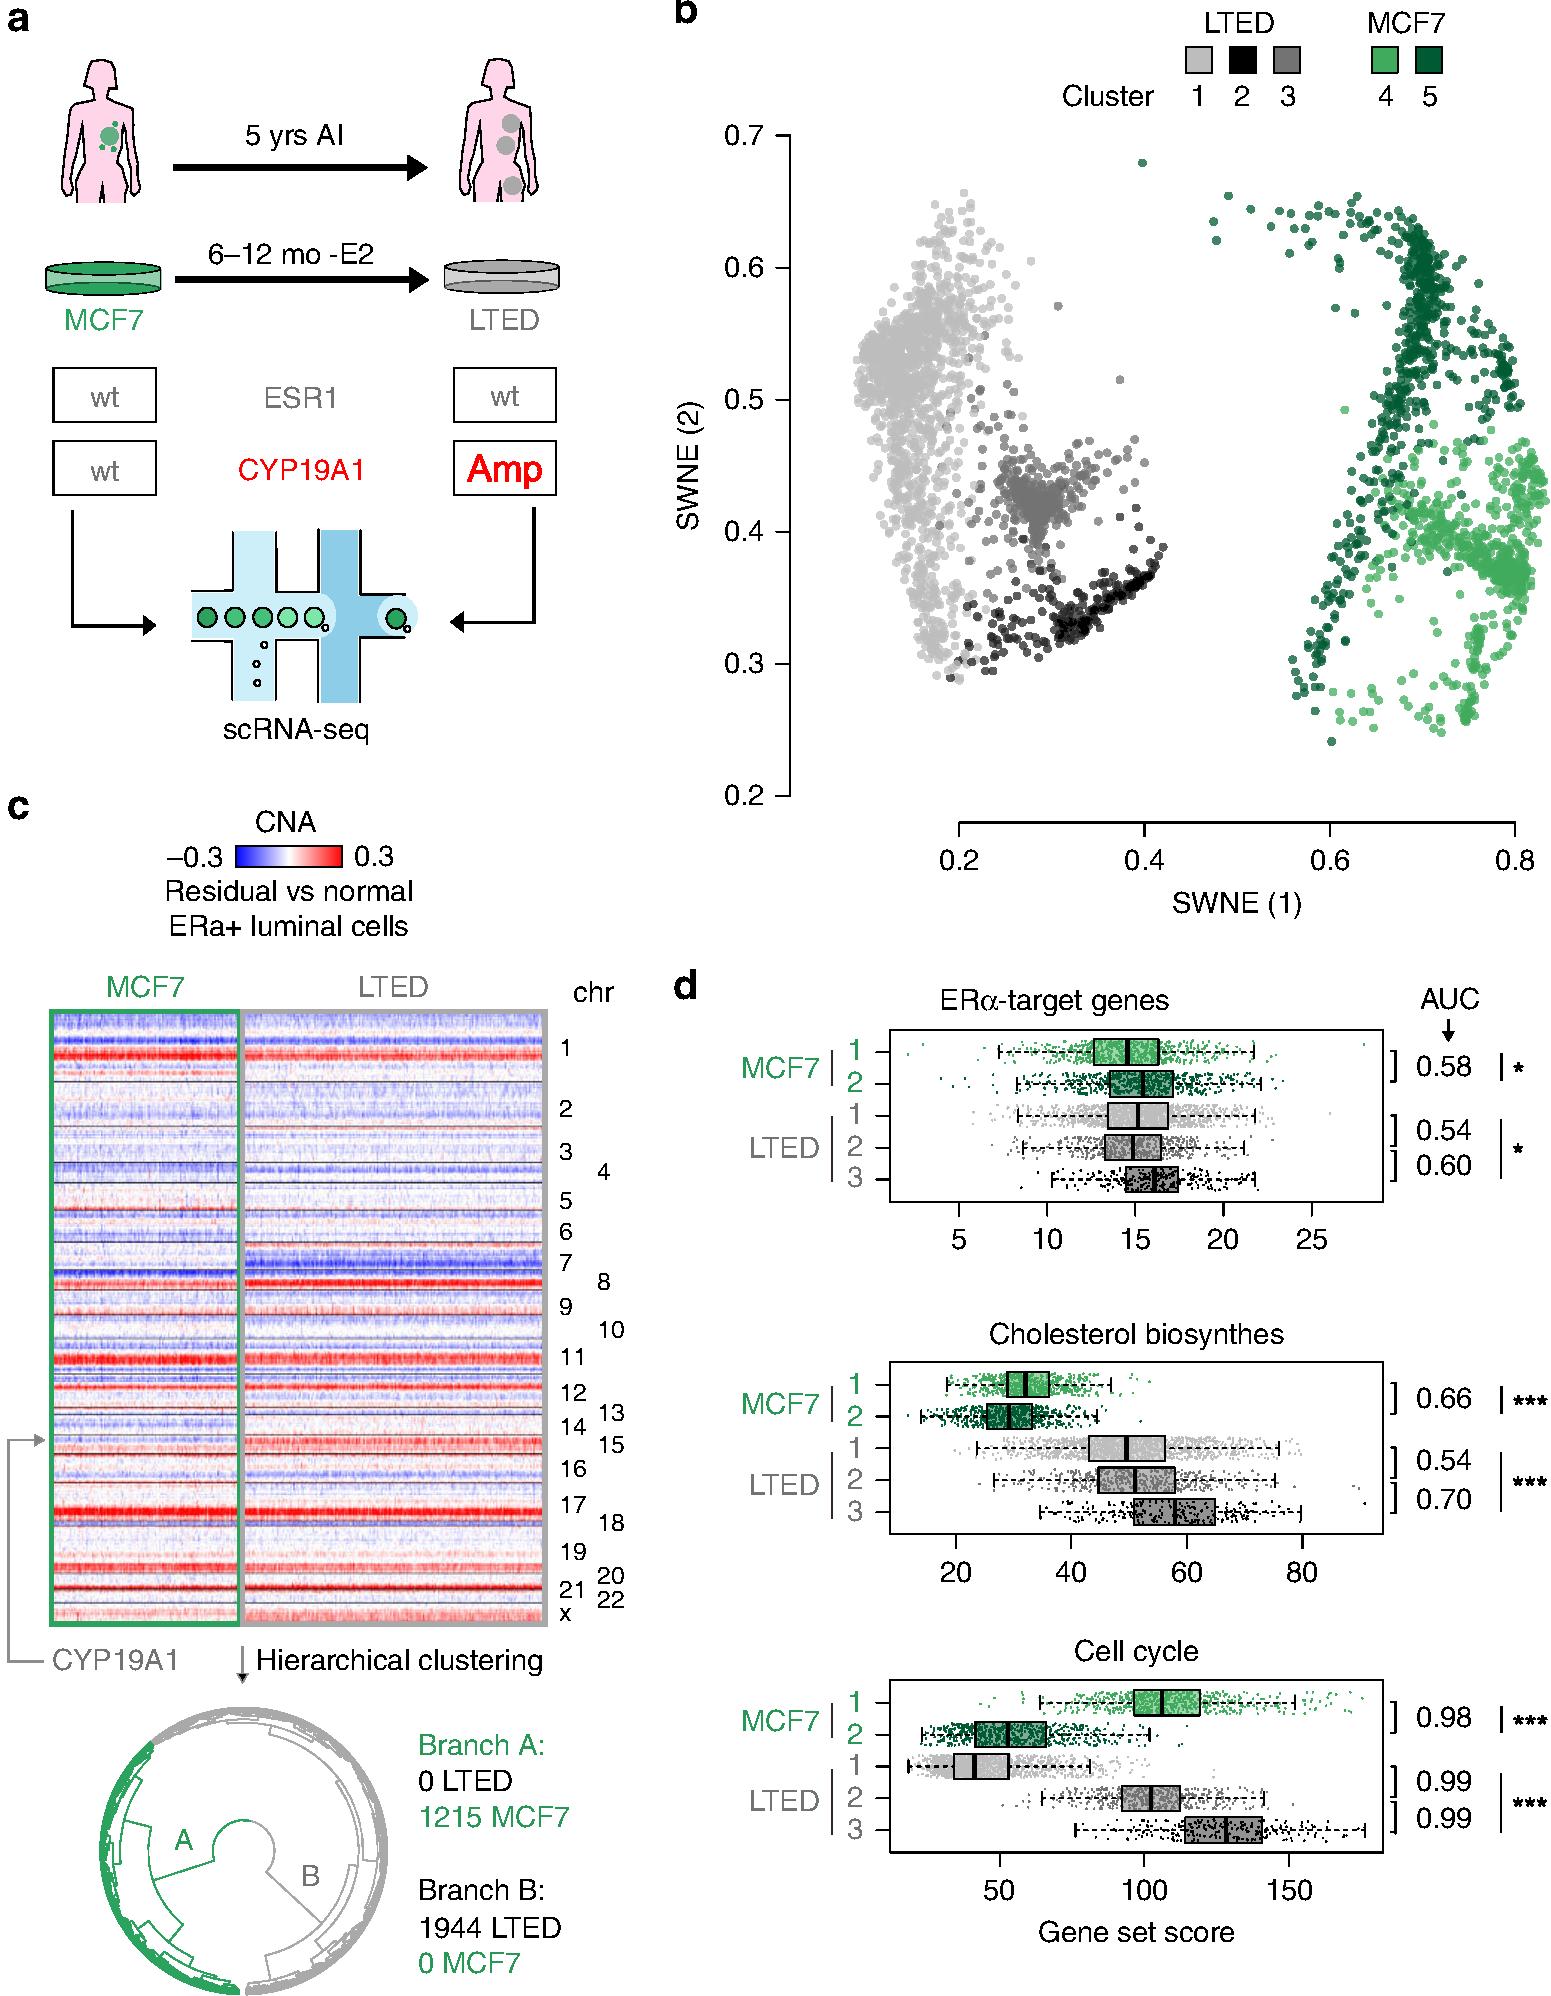 a
5 yrs AI
6–12 mo -E2
MCF7
LTED
wt
ESR1
wt
wt
CYP19A1
Amp
scRNA-seq
b
LTED
MCF7
Cluster
1
2
3
4
5
0.7
0.6
0.5
0.4
0.3
0.2
SWNE (2)
0.2
0.4
0.6
0.8
SWNE (1)
c
CNA
–0.3
0.3
Residual vs normal
ERa+ luminal cells
MCF7
LTED
chr
1
2
3
4
5
6
7
8
9
10
11
12
13
14
15
16
17
18
19
20
21
22
x
CYP19A1
Hierarchical clustering
A
B
Branch A:
0 LTED
1215 MCF7
Branch B:
1944 LTED
0 MCF7
d
ERα-target genes
AUC
MCF7
1
2
LTED
1
2
3
0.58
*
0.54
0.60
*
5
10
15
20
25
Cholesterol biosynthes
MCF7
1
2
LTED
1
2
3
0.66
***
0.54
0.70
***
20
40
60
80
Cell cycle
MCF7
1
2
LTED
1
2
3
0.98
***
0.99
0.99
***
50
100
150
Gene set score